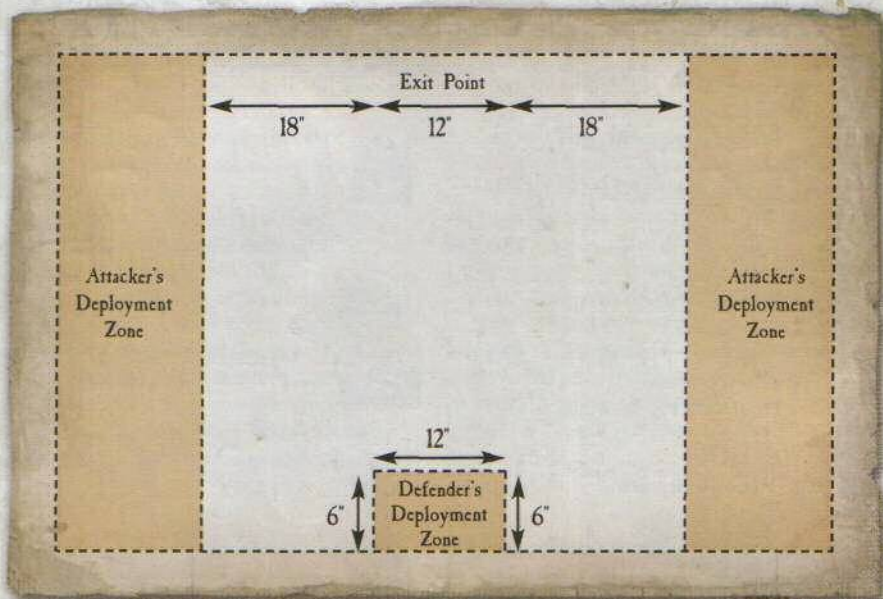 Exit Point
18"
12"
18"
Attacker's
Deployment
Zone
Attacker's
Deployment
Zone
12"
6"
Defender's
Deployment
Zone
6"